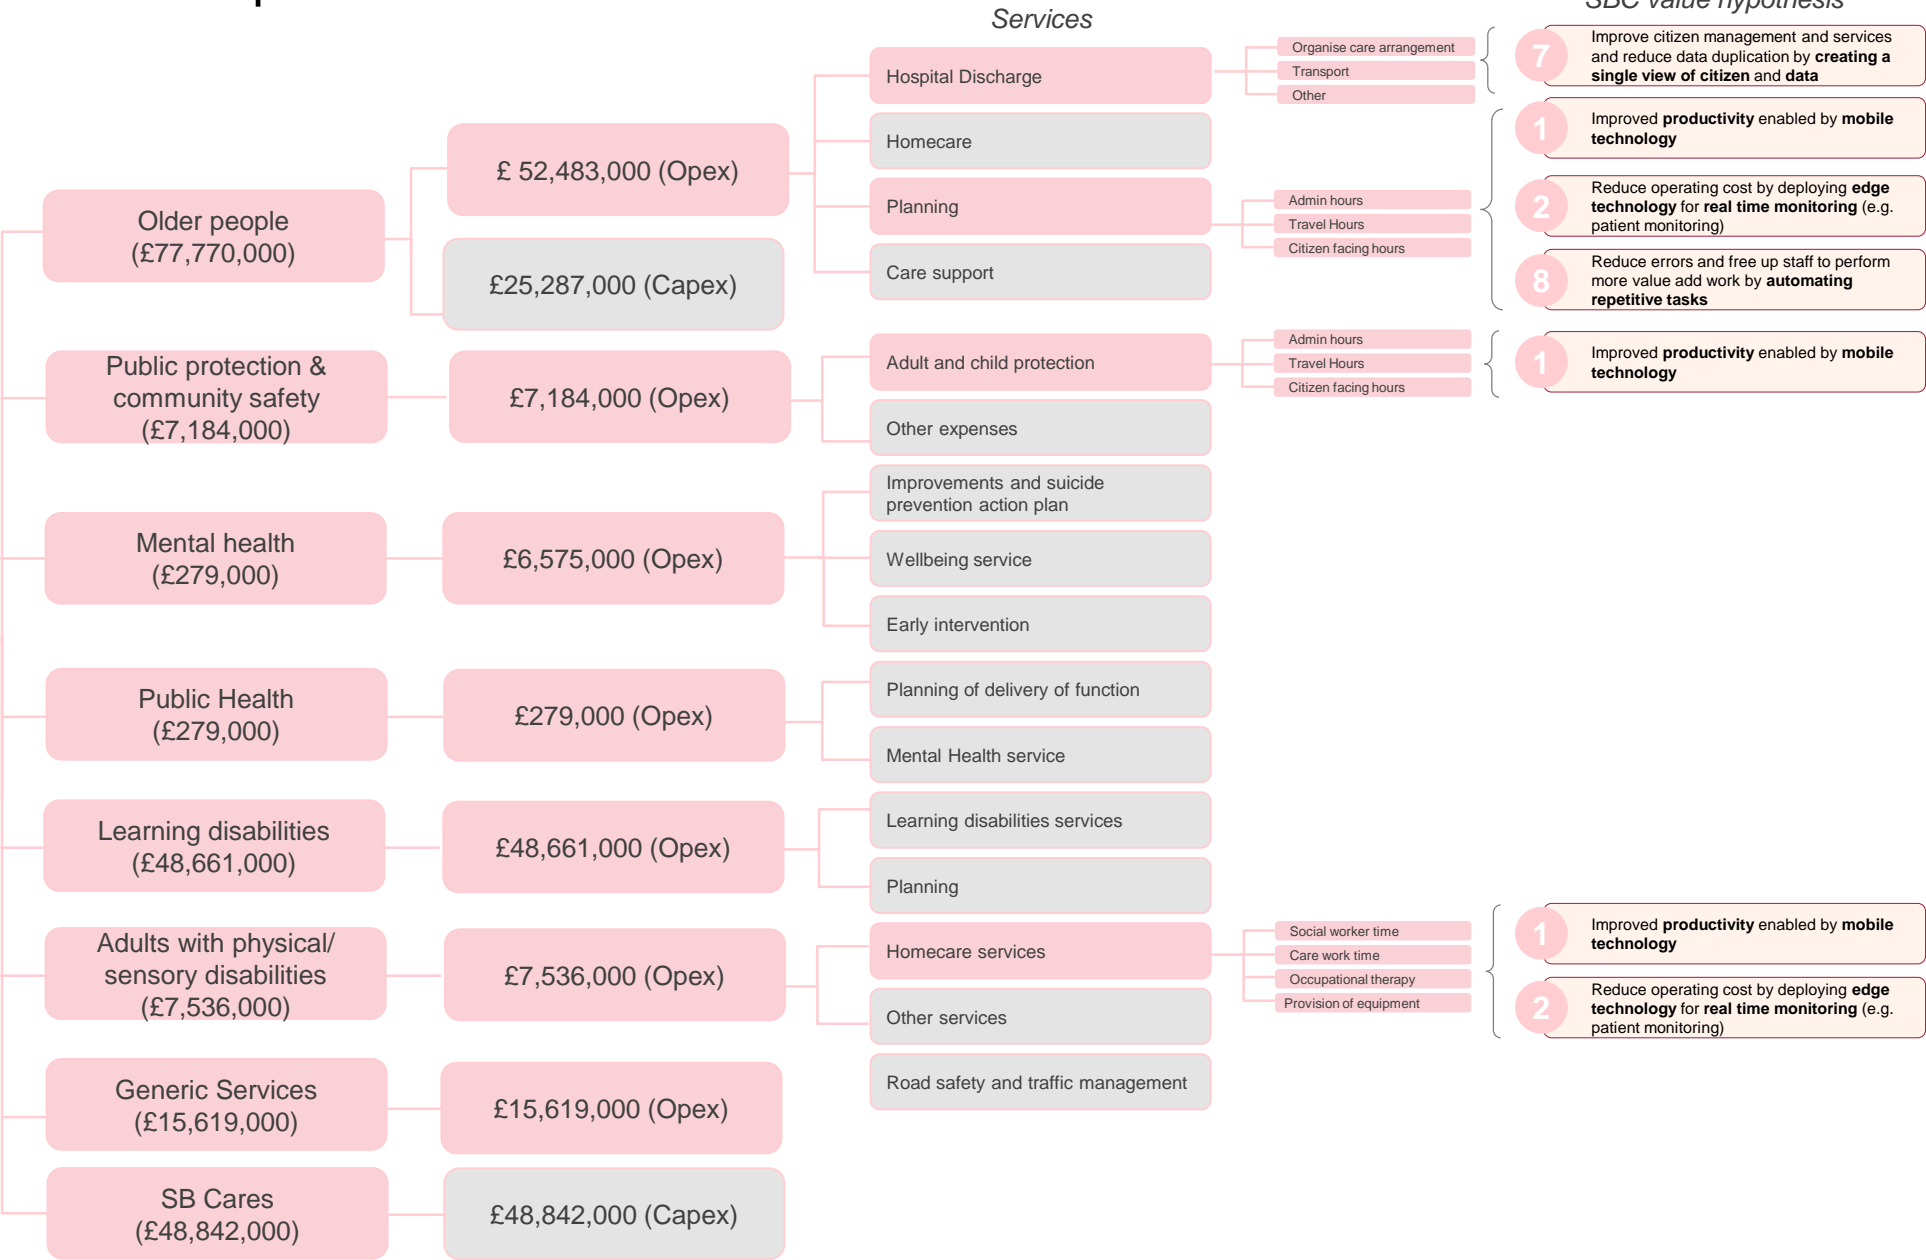 Services
SBC value hypothesis
Older people
(£77,770,000)
£ 52,483,000 (Opex)
£25,287,000 (Capex)
Hospital Discharge
Homecare
Planning
Care support
Organise care arrangement
Transport
Other
Admin hours
Travel Hours
Citizen facing hours
7
Improve citizen management and services
and reduce data duplication by creating a
single view of citizen and data
1
Improved productivity enabled by mobile
technology
2
Reduce operating cost by deploying edge
technology for real time monitoring (e.g.
patient monitoring)
8
Reduce errors and free up staff to perform
more value add work by automating
repetitive tasks
Public protection &
community safety
(£7,184,000)
£7,184,000 (Opex)
Adult and child protection
Other expenses
Admin hours
Travel Hours
Citizen facing hours
1
Improved productivity enabled by mobile
technology
Mental health
(£279,000)
£6,575,000 (Opex)
Improvements and suicide
prevention action plan
Wellbeing service
Early intervention
Public Health
(£279,000)
£279,000 (Opex)
Planning of delivery of function
Mental Health service
Learning disabilities
(£48,661,000)
£48,661,000 (Opex)
Learning disabilities services
Planning
Adults with physical/
sensory disabilities
(£7,536,000)
£7,536,000 (Opex)
Homecare services
Other services
Road safety and traffic management
Social worker time
Care work time
Occupational therapy
Provision of equipment
1
Improved productivity enabled by mobile
technology
2
Reduce operating cost by deploying edge
technology for real time monitoring (e.g.
patient monitoring)
Generic Services
(£15,619,000)
£15,619,000 (Opex)
SB Cares
(£48,842,000)
£48,842,000 (Capex)